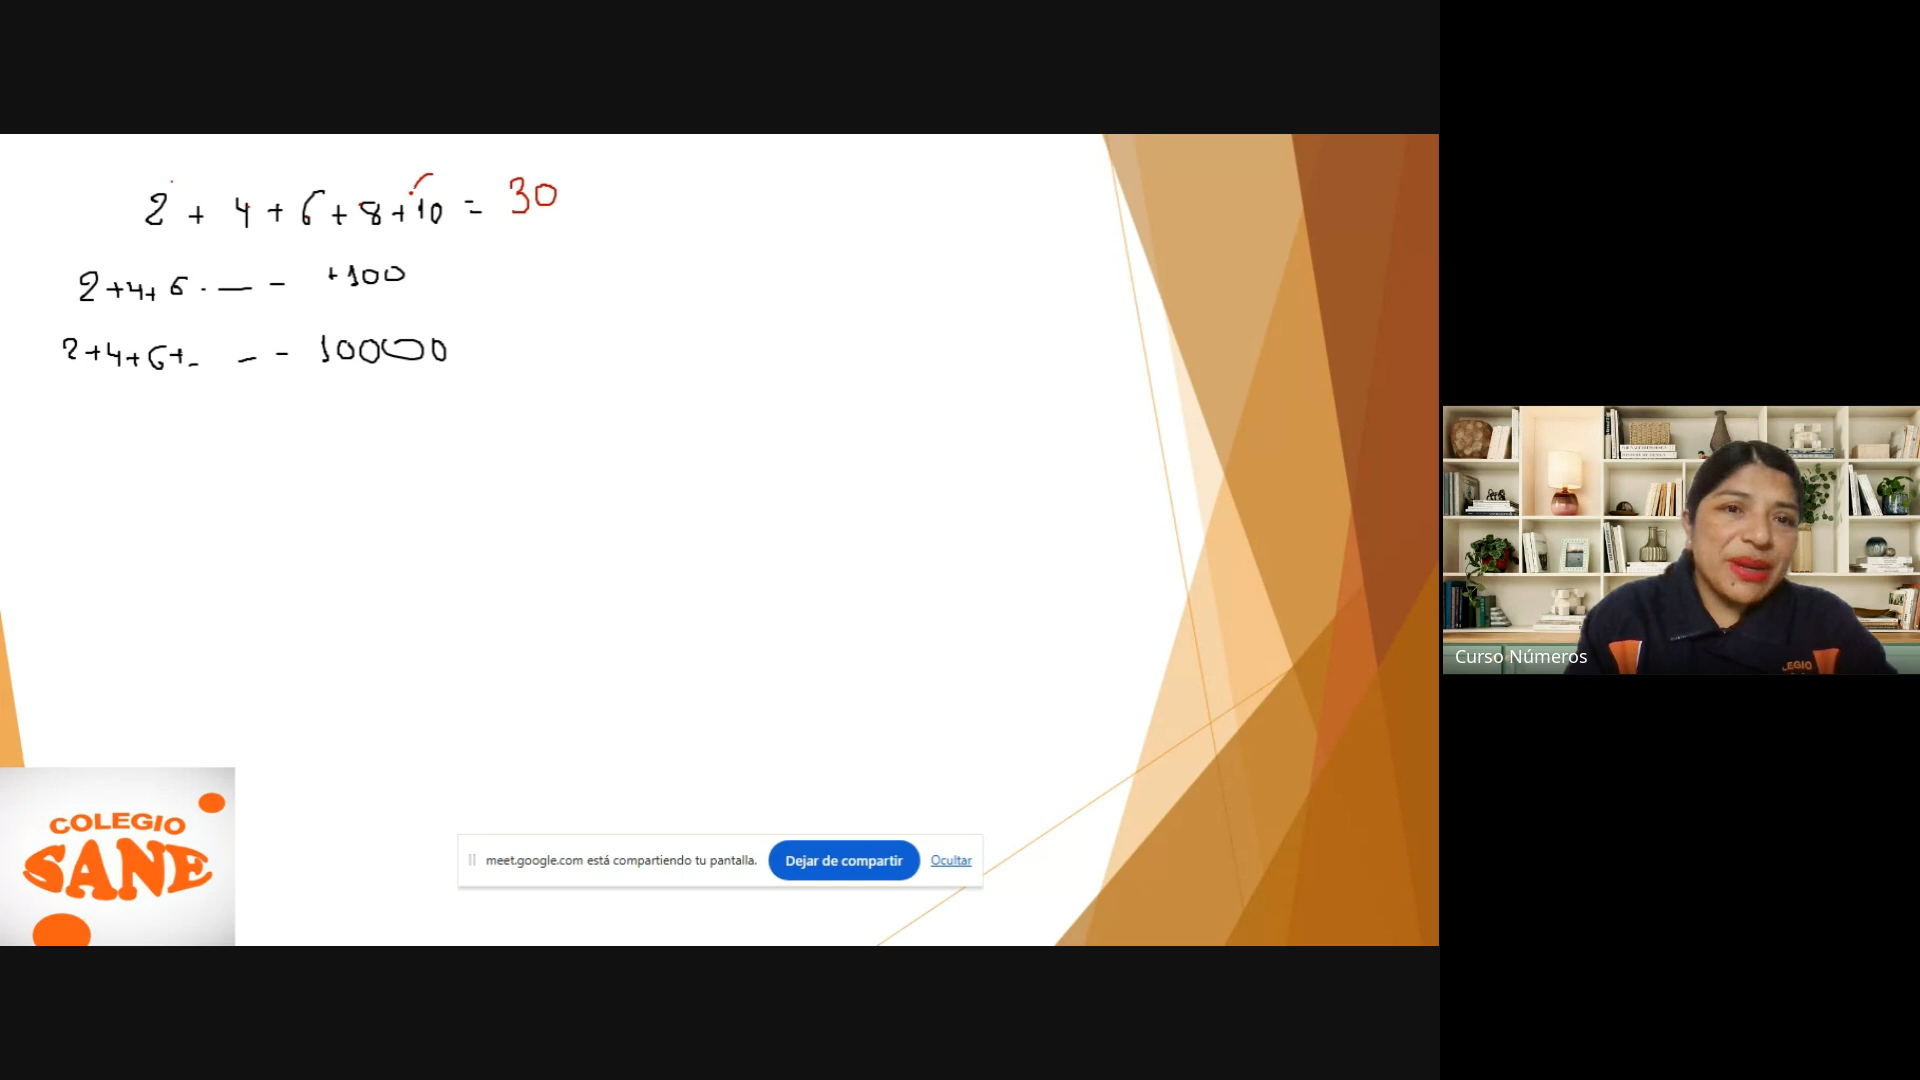 2 + 4 + 6 + 8 + 10 = 30
2 + 4 + 6 . — - + 100
2 + 4 + 6 + - - - 100000
COLEGIO
SANE
meet.google.com está compartiendo tu pantalla. Dejar de compartir Ocultar
Curso Números